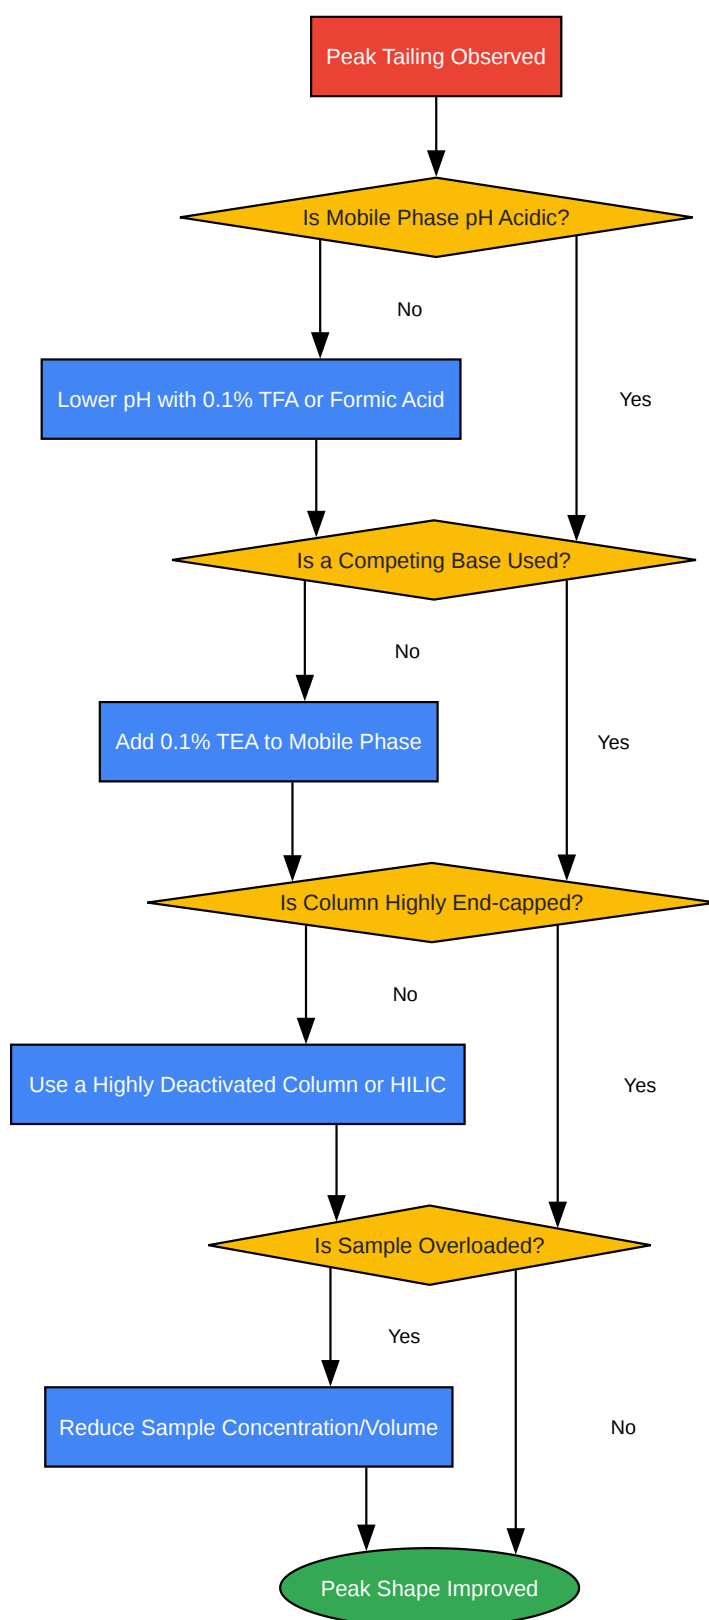 Peak Tailing Observed
Is Mobile Phase pH Acidic?
No
Lower pH with 0.1% TFA or Formic Acid
Yes
Is a Competing Base Used?
No
Add 0.1% TEA to Mobile Phase
Yes
Is Column Highly End-capped?
No
Use a Highly Deactivated Column or HILIC
Yes
Is Sample Overloaded?
Yes
Reduce Sample Concentration/Volume
No
Peak Shape Improved